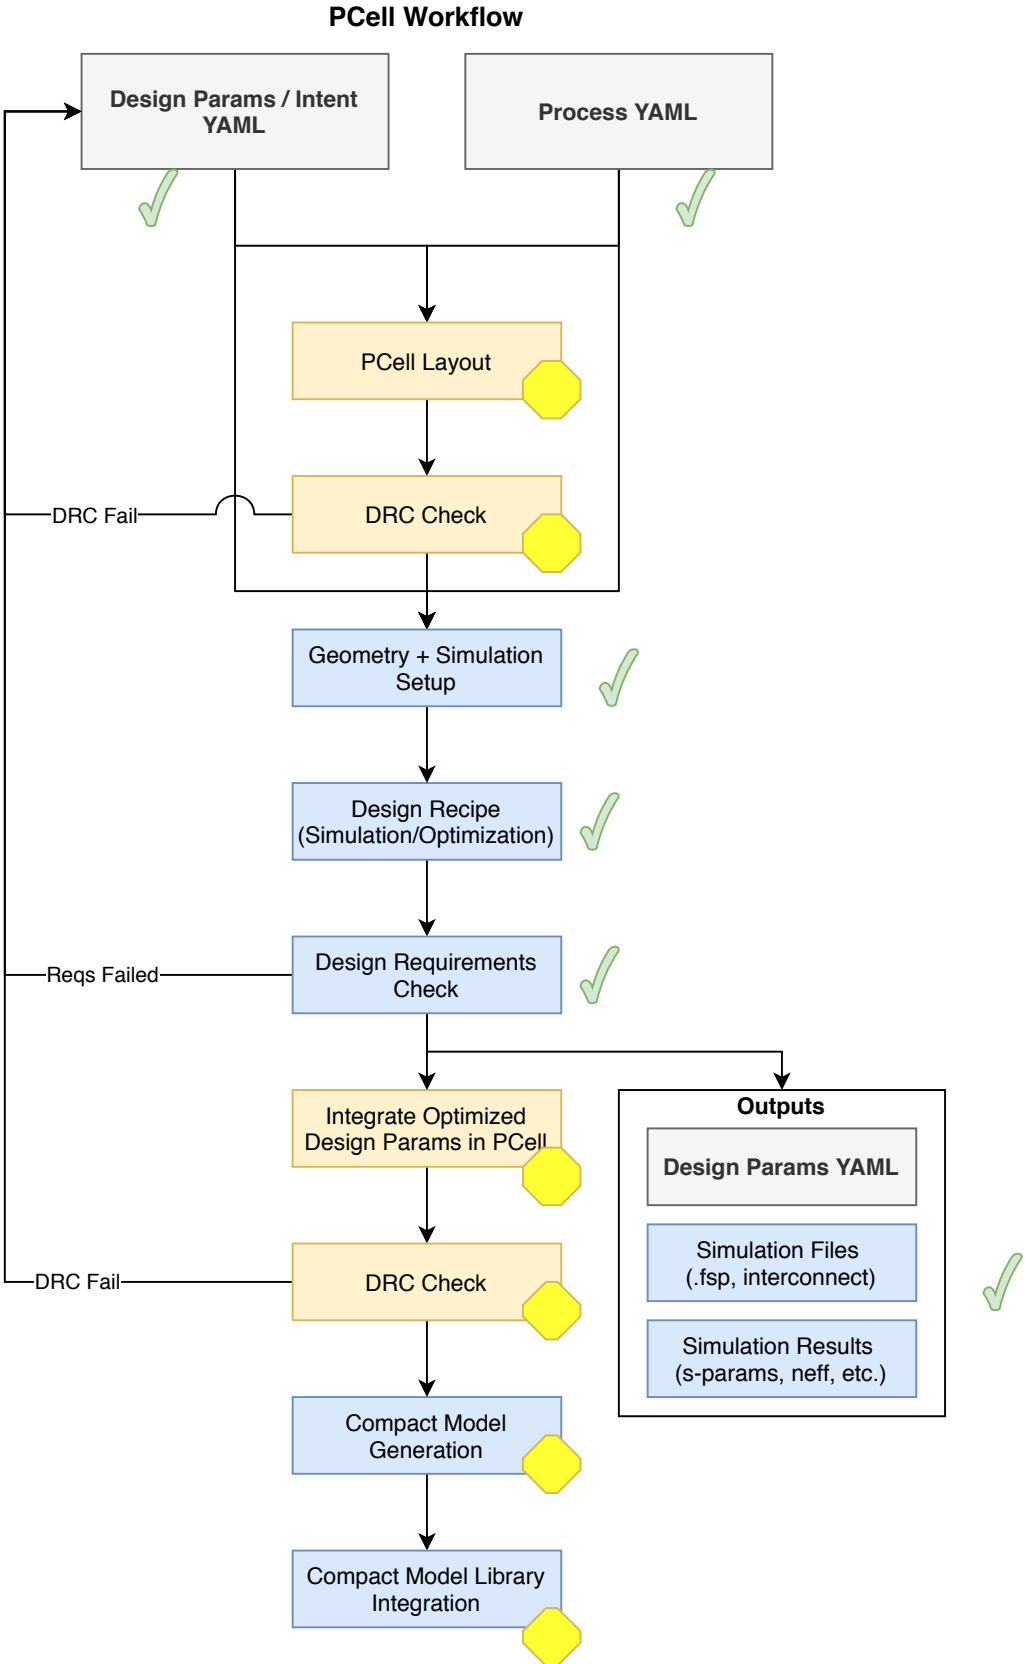 PCell Workflow
Design Params / Intent
YAML
Process YAML
PCell Layout
DRC Check
DRC Fail
Geometry + Simulation
Setup
Design Recipe
(Simulation/Optimization)
Design Requirements
Check
Reqs Failed
Integrate Optimized
Design Params in PCell
Outputs
Design Params YAML
Simulation Files
(.fsp, interconnect)
Simulation Results
(s-params, neff, etc.)
DRC Check
DRC Fail
Compact Model
Generation
Compact Model Library
Integration